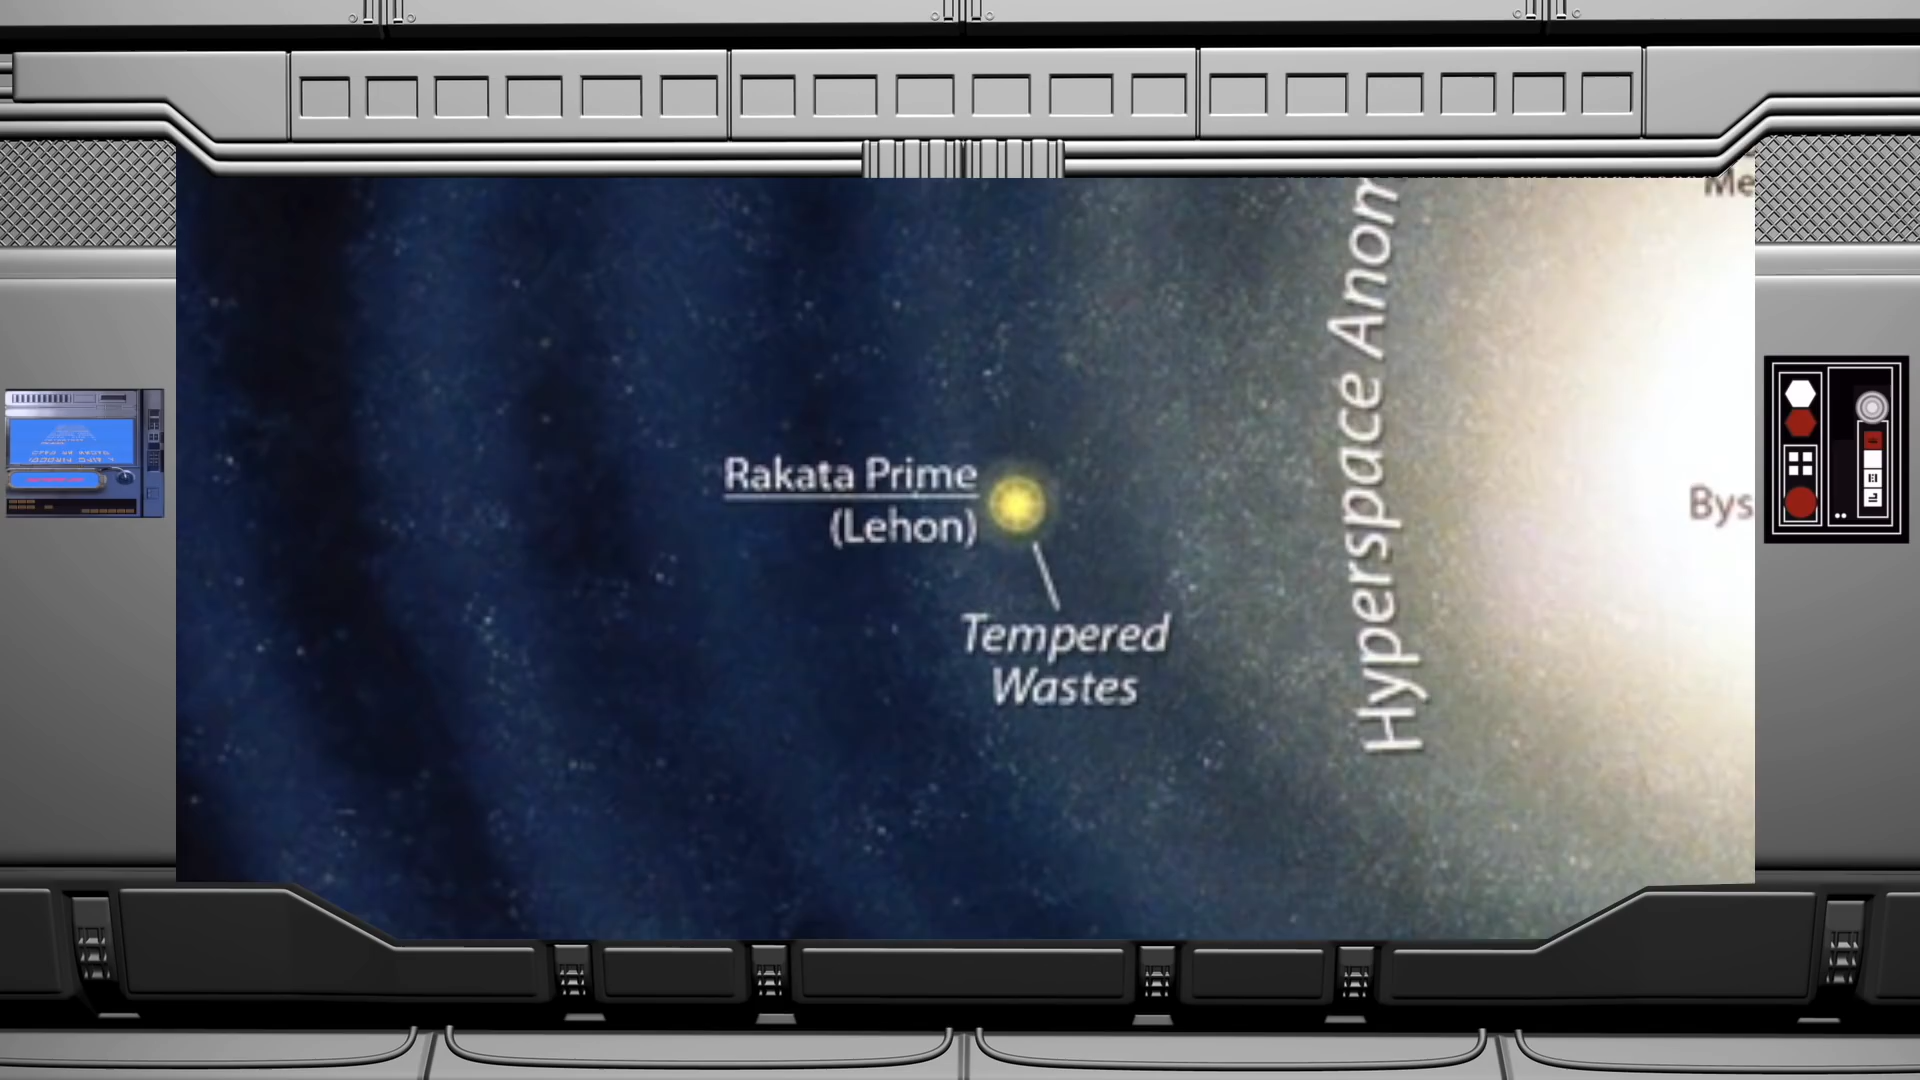 Me
Hyperspace Anom
Rakata Prime
(Lehon)
Bys
Tempered
Wastes